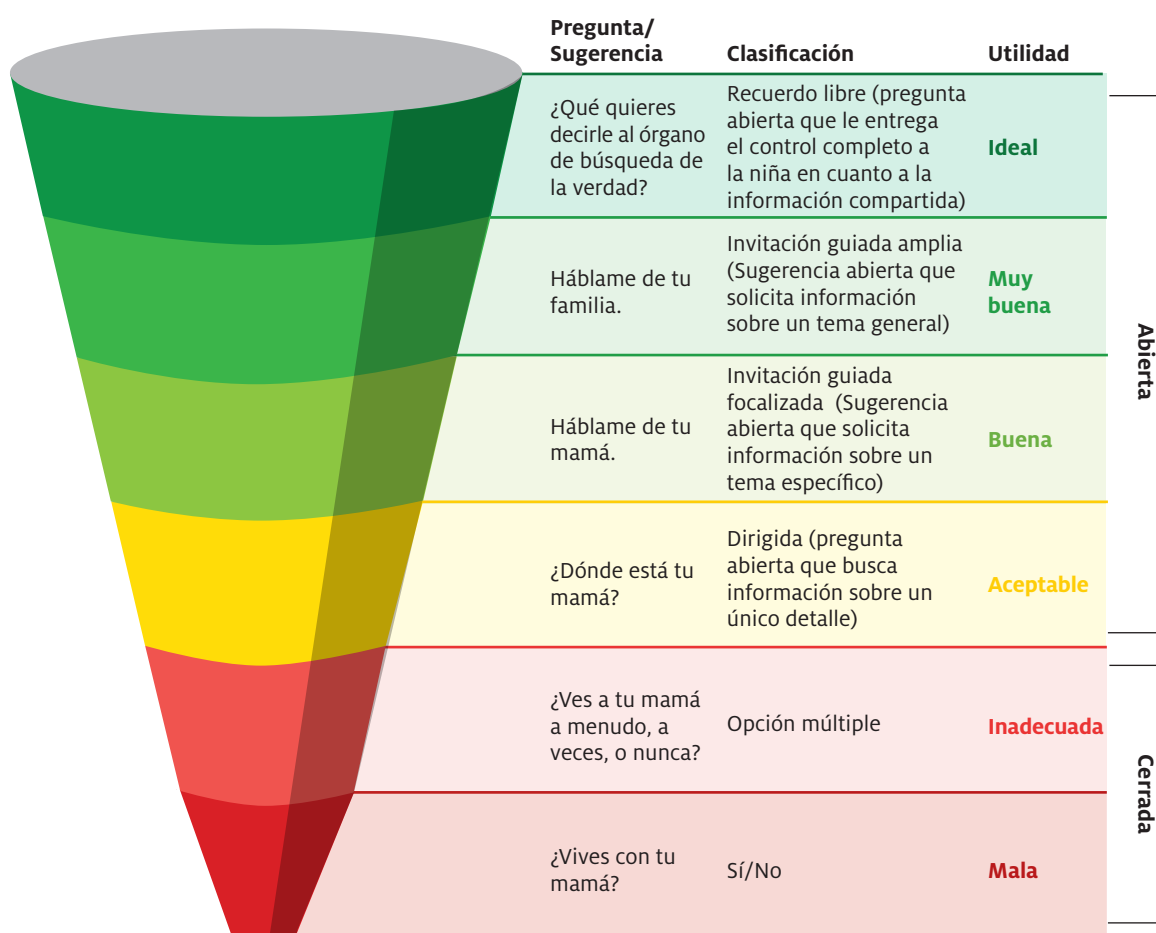 Pregunta/
Sugerencia
Clasificación
Utilidad
¿Qué quieres
decirle al órgano
de búsqueda de
la verdad?
Recuerdo libre (pregunta
abierta que le entrega
el control completo a
la niña en cuanto a la
información compartida)
Ideal
Háblame de tu
familia.
Invitación guiada amplia
(Sugerencia abierta que
solicita información
sobre un tema general)
Muy
buena
Háblame de tu
mamá.
Invitación guiada
focalizada (Sugerencia
abierta que solicita
información sobre un
tema específico)
Buena
¿Dónde está tu
mamá?
Dirigida (pregunta
abierta que busca
información sobre un
único detalle)
Aceptable
Abierta
¿Ves a tu mamá
a menudo, a
veces, o nunca?
Opción múltiple
Inadecuada
¿Vives con tu
mamá?
Sí/No
Mala
Cerrada